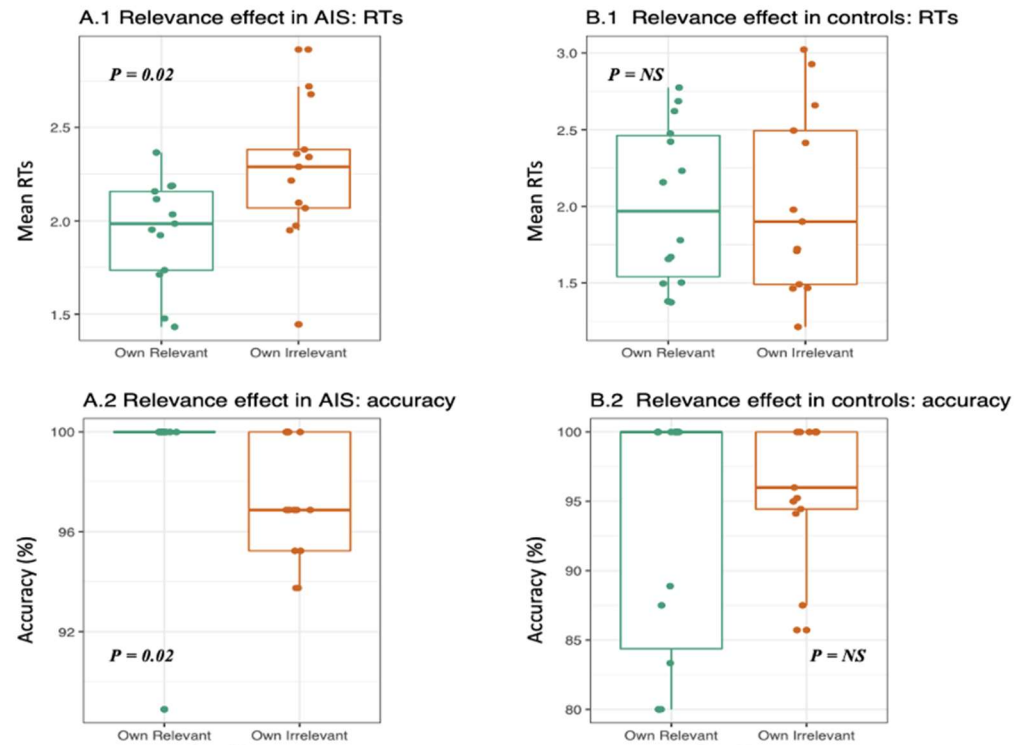 A.1 Relevance effect in AIS: RTs
P = 0.02
2.5
2.0
1.5
Mean RTs
Own Relevant Own Irrelevant
B.1 Relevance effect in controls: RTs
P = NS
3.0
2.5
2.0
1.5
Mean RTs
Own Relevant Own Irrelevant
A.2 Relevance effect in AIS: accuracy
100
96
92
Accuracy (%)
P = 0.02
Own Relevant Own Irrelevant
B.2 Relevance effect in controls: accuracy
100
95
90
85
80
Accuracy (%)
P = NS
Own Relevant Own Irrelevant